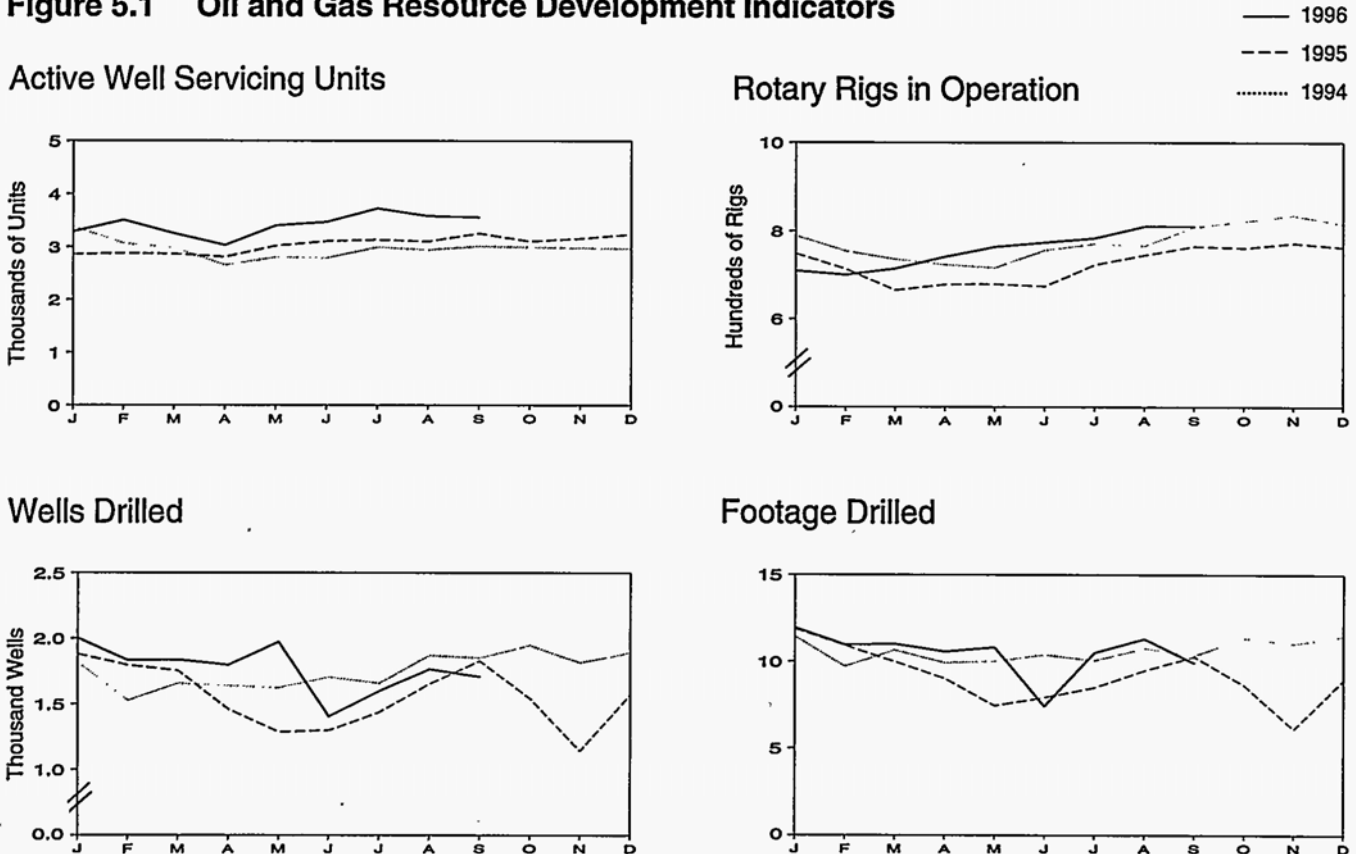 Figure 5.1 Oil and Gas Resource Development Indicators
1996
1995
1994
Active Well Servicing Units
Rotary Rigs in Operation
Thousands of Units
5
4
3
2
1
0
J F M A M J J A S O N D
Hundreds of Rigs
10
8
6
0
J F M A M J J A S O N D
Wells Drilled
Footage Drilled
Thousand Wells
2.5
2.0
1.5
1.0
0.0
J F M A M J J A S O N D
15
10
5
0
J F M A M J J A S O N D